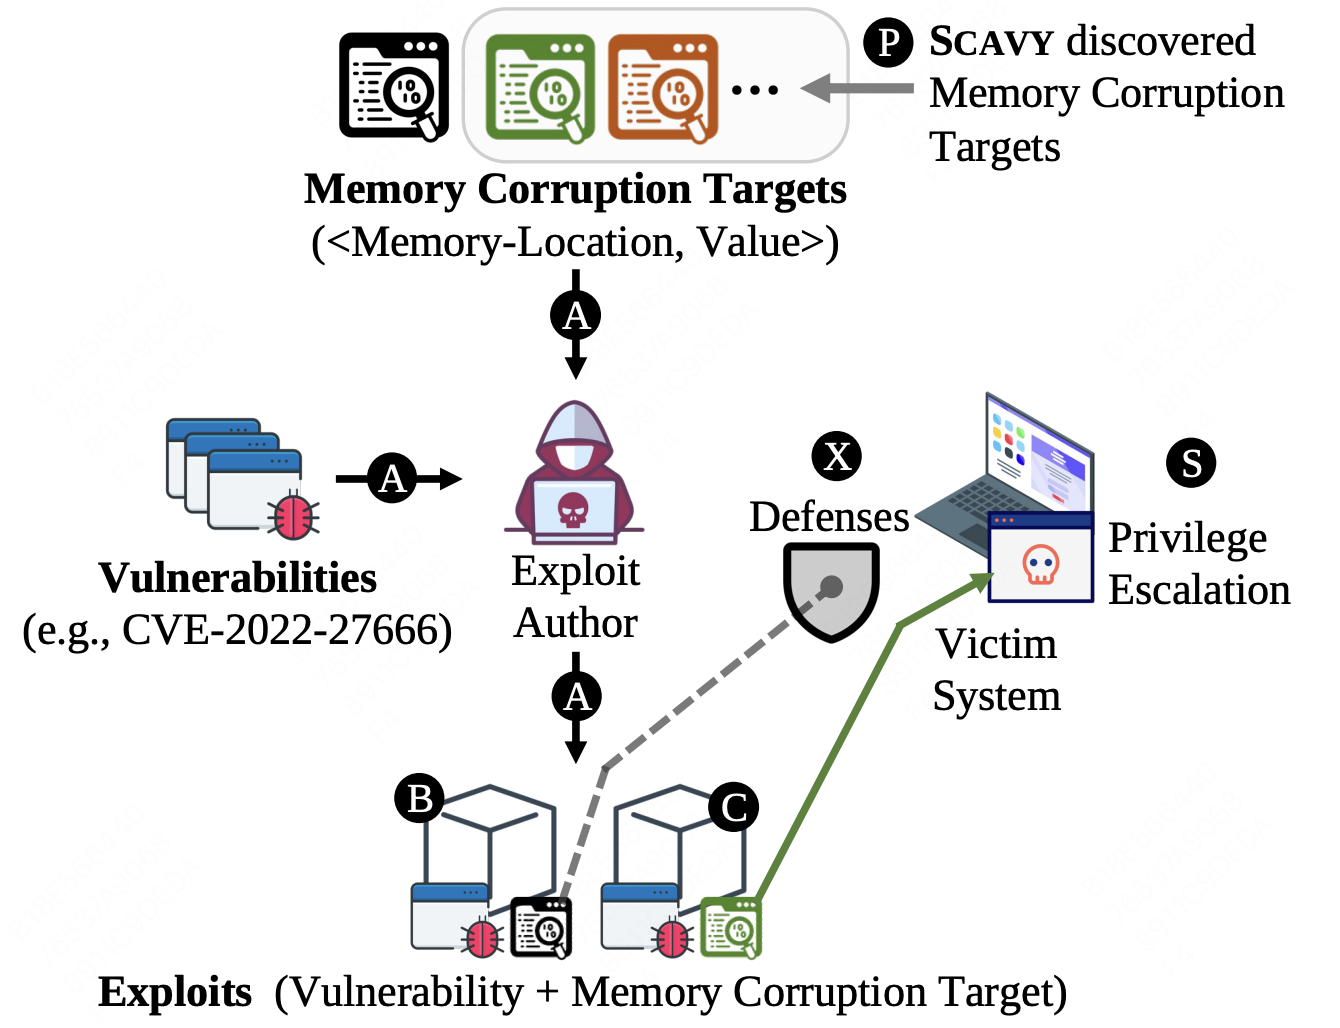 P
SCAVY discovered
Memory Corruption
Targets
Memory Corruption Targets
(<Memory-Location, Value>)
A
A
Vulnerabilities
(e.g., CVE-2022-27666)
Exploit
Author
X
Defenses
S
Privilege
Escalation
Victim
System
A
B
C
Exploits (Vulnerability + Memory Corruption Target)